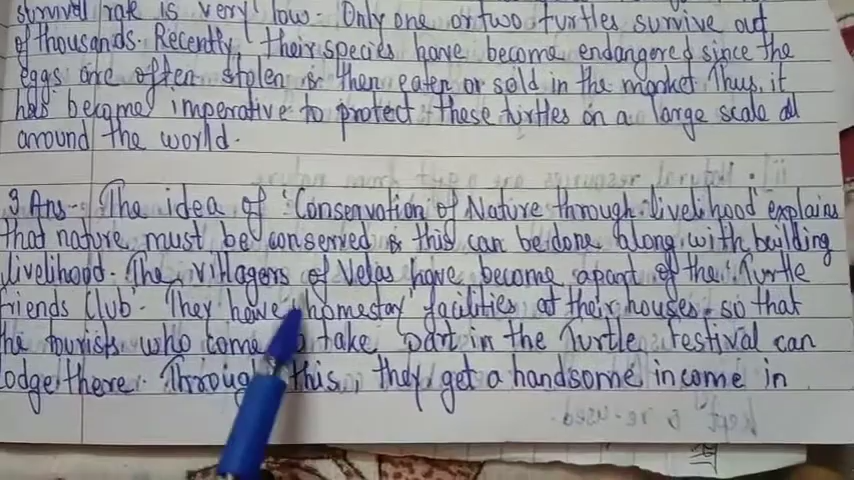 survival rate is very low. Only one or two turtles survive out
of thousands. Recently, their species have become endangered since the
eggs are often stolen & then eaten or sold in the market. Thus, it
has become imperative to protect these turtles on a large scale all
around the world.
3 Ans- The idea of 'Conservation of Nature through livelihood' explains
that nature must be conserved & this can be done along with building
livelihood. The villagers of Velas have become apart of the 'Turtle
friends Club'. They have 'homestay' facilities at their houses, so that
he tourists who come take part in the Turtle festival can
odge there. Through this, they get a handsome income in